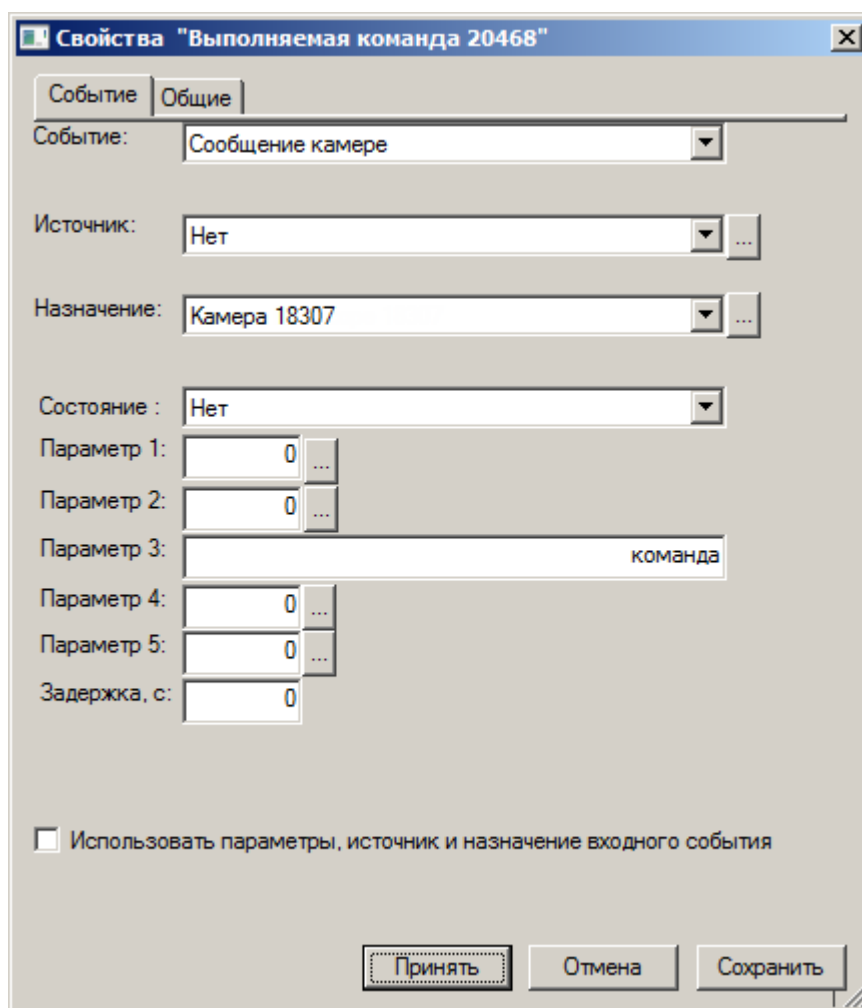 Свойства "Выполняемая команда 20468"
Событие Общие
Событие: Сообщение камере
Источник: Нет ...
Назначение: Камера 18307 ...
Состояние : Нет
Параметр 1: 0 ...
Параметр 2: 0 ...
Параметр 3: команда
Параметр 4: 0 ...
Параметр 5: 0 ...
Задержка, с: 0
Использовать параметры, источник и назначение входного события
Принять Отмена Сохранить